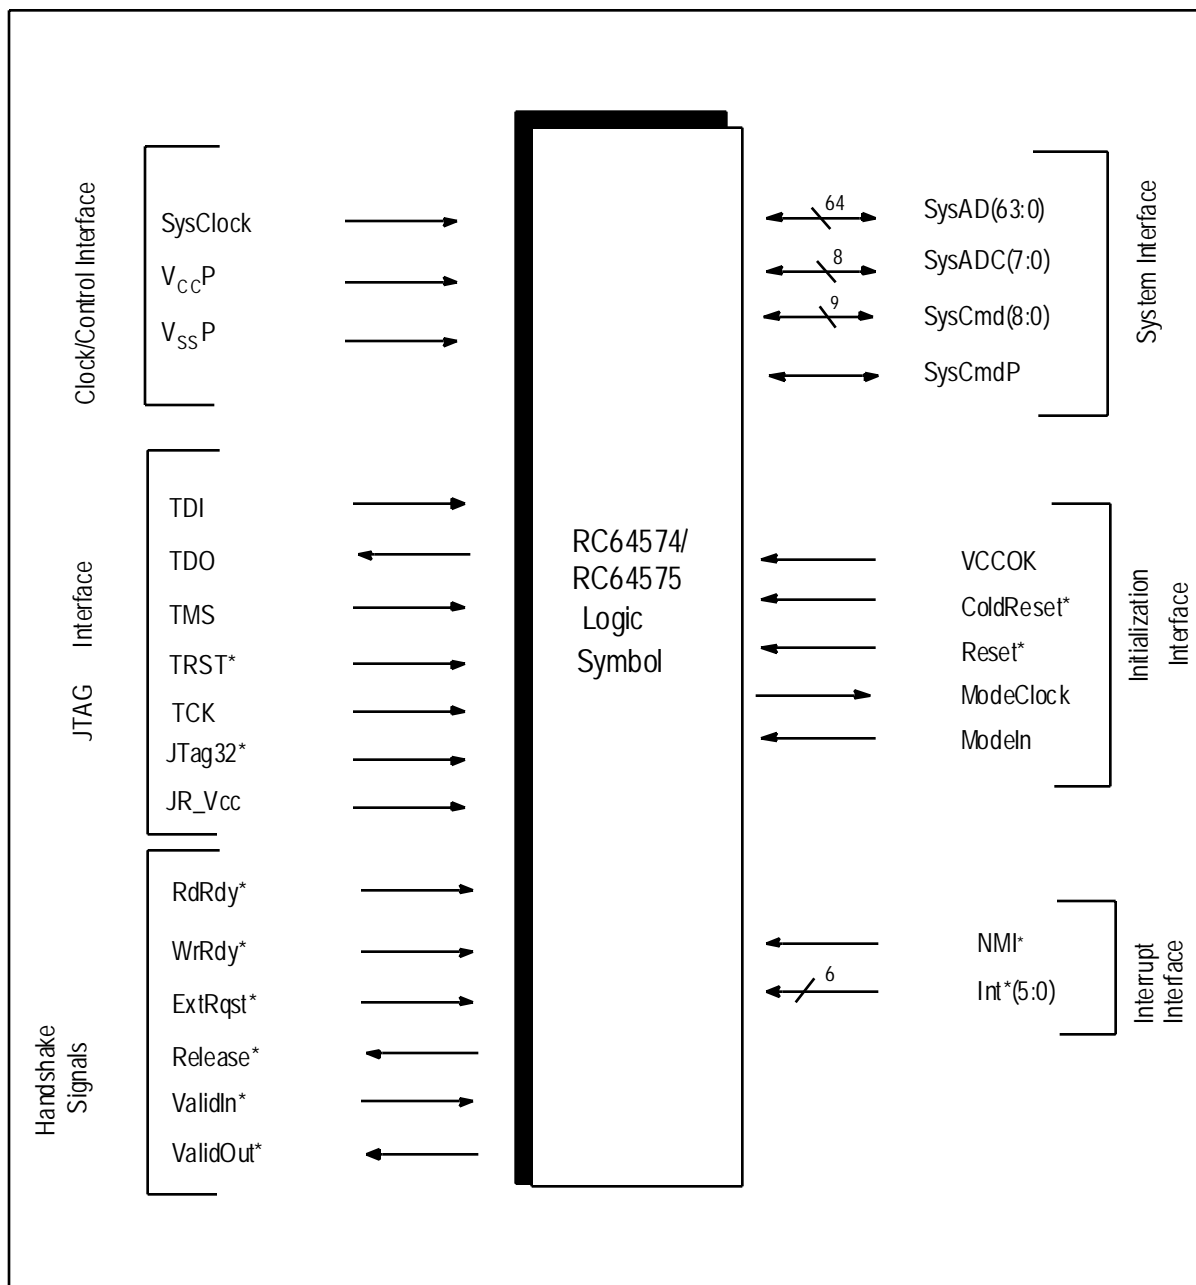 Clock/Control Interface
SysClock
VCCP
VSSP
JTAG Interface
TDI
TDO
TMS
TRST*
TCK
JTag32*
JR_Vcc
Handshake
Signals
RdRdy*
WrRdy*
ExtRqst*
Release*
ValidIn*
ValidOut*
RC64574/
RC64575
Logic
Symbol
64
SysAD(63:0)
8
SysADC(7:0)
9
SysCmd(8:0)
SysCmdP
System Interface
VCCOK
ColdReset*
Reset*
ModeClock
ModeIn
Initialization
Interface
NMI*
6
Int*(5:0)
Interrupt
Interface